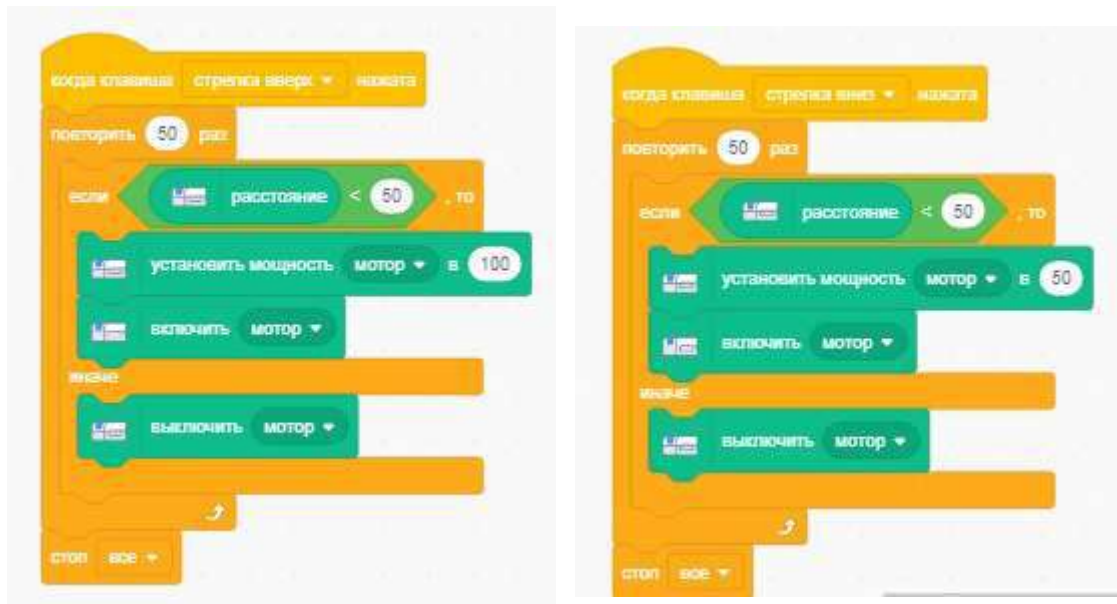 когда клавиша стрелка вверх нажата
повторить 50 раз
если расстояние < 50 , то
установить мощность мотор в 100
включить мотор
иначе
выключить мотор
стоп все
когда клавиша стрелка вниз нажата
повторить 50 раз
если расстояние < 50 , то
установить мощность мотор в 50
включить мотор
иначе
выключить мотор
стоп все